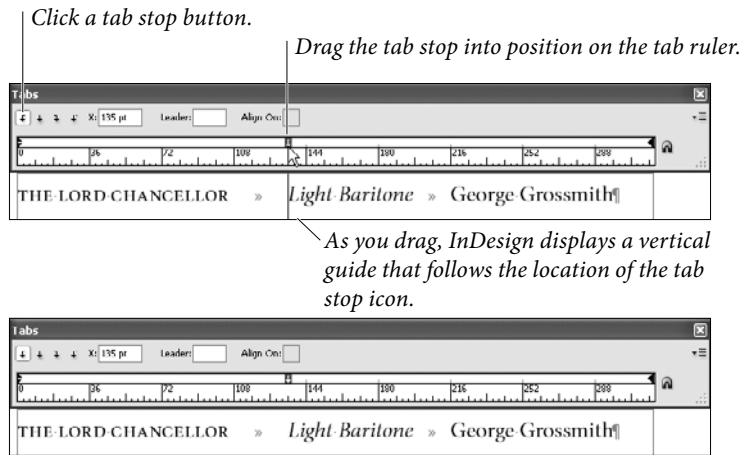 Click a tab stop button.
Drag the tab stop into position on the tab ruler.
Tabs
X: 135 pt Leader: Align On:
0 36 72 108 144 180 216 252 288
THE·LORD·CHANCELLOR » Light·Baritone » George·Grossmith¶
As you drag, InDesign displays a vertical
guide that follows the location of the tab
stop icon.
Tabs
X: 135 pt Leader: Align On:
0 36 72 108 144 180 216 252 288
THE·LORD·CHANCELLOR » Light·Baritone » George·Grossmith¶